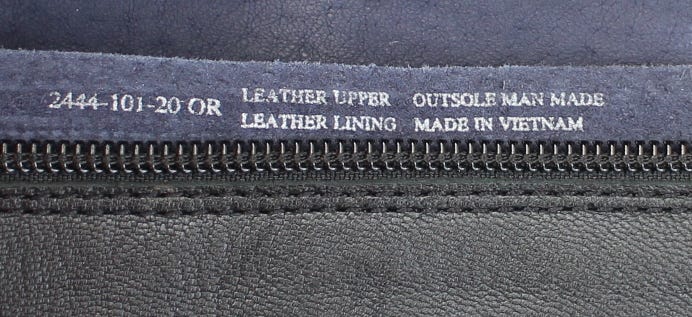 2444-101-20 OR
LEATHER UPPER OUTSOLE MAN MADE
LEATHER LINING MADE IN VIETNAM